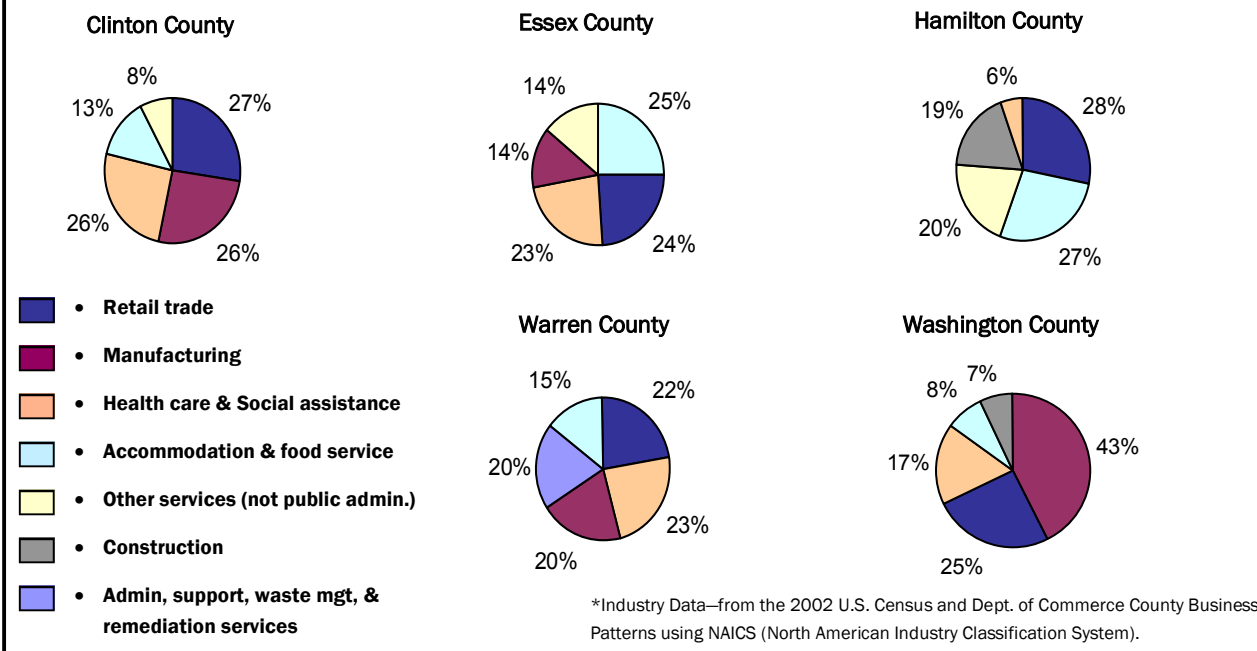 Clinton County
8%
27%
13%
26%
26%
Essex County
14%
25%
14%
23%
24%
Hamilton County
6%
19%
28%
20%
27%
• Retail trade
• Manufacturing
• Health care & Social assistance
• Accommodation & food service
• Other services (not public admin.)
• Construction
• Admin, support, waste mgt, &
remediation services
Warren County
15%
22%
20%
23%
20%
Washington County
7%
8%
43%
17%
25%
*Industry Data—from the 2002 U.S. Census and Dept. of Commerce County Business
Patterns using NAICS (North American Industry Classification System).